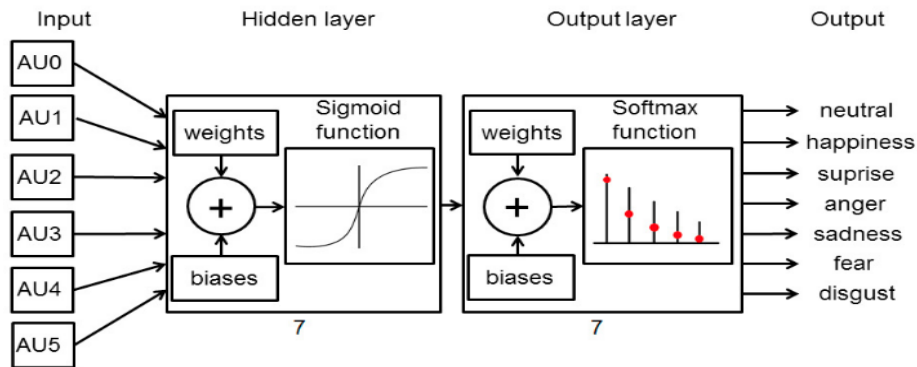 Input
Hidden layer
Output layer
Output
AU0
AU1
AU2
AU3
AU4
AU5
weights
Sigmoid
function
+
biases
7
weights
Softmax
function
+
biases
7
neutral
happiness
suprise
anger
sadness
fear
disgust